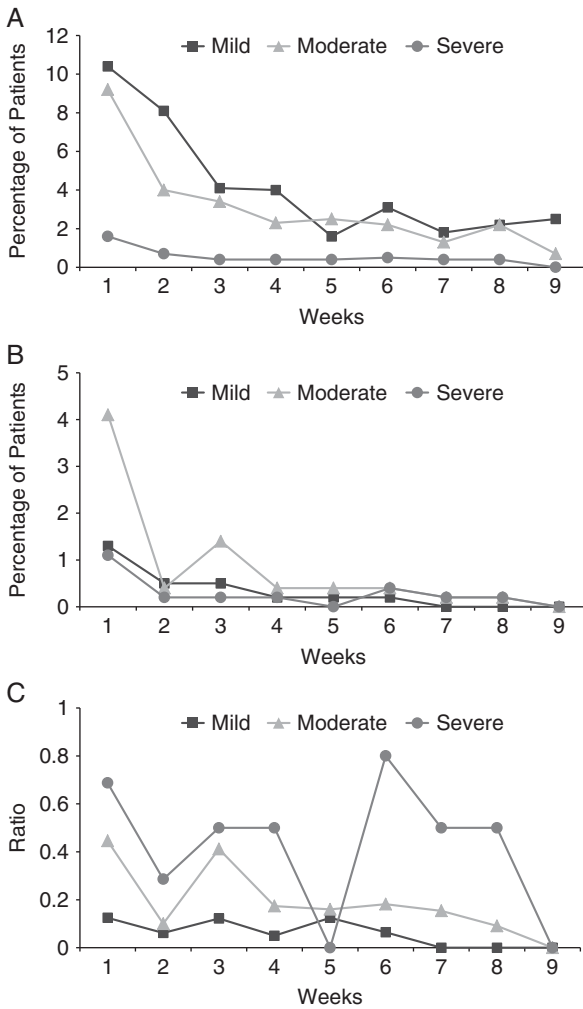 A
12
10
8
6
4
2
0
Percentage of Patients
Mild Moderate Severe
1 2 3 4 5 6 7 8 9
Weeks
B
5
4
3
2
1
0
Percentage of Patients
Mild Moderate Severe
1 2 3 4 5 6 7 8 9
Weeks
C
1
0.8
0.6
0.4
0.2
0
Ratio
Mild Moderate Severe
1 2 3 4 5 6 7 8 9
Weeks